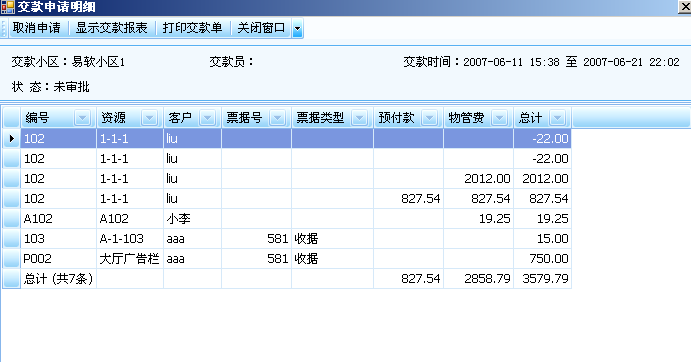 交款申请明细
取消申请 显示交款报表 打印交款单 关闭窗口
交款小区：易软小区1 交款员： 交款时间：2007-06-11 15:38 至 2007-06-21 22:02
状 态：未审批
编号 资源 客户 票据号 票据类型 预付款 物管费 总计
102 1-1-1 liu -22.00
102 1-1-1 liu -22.00
102 1-1-1 liu 2012.00 2012.00
102 1-1-1 liu 827.54 827.54 827.54
A102 A102 小李 19.25 19.25
103 A-1-103 aaa 581 收据 15.00
P002 大厅广告栏 aaa 581 收据 750.00
总计 (共7条) 827.54 2858.79 3579.79